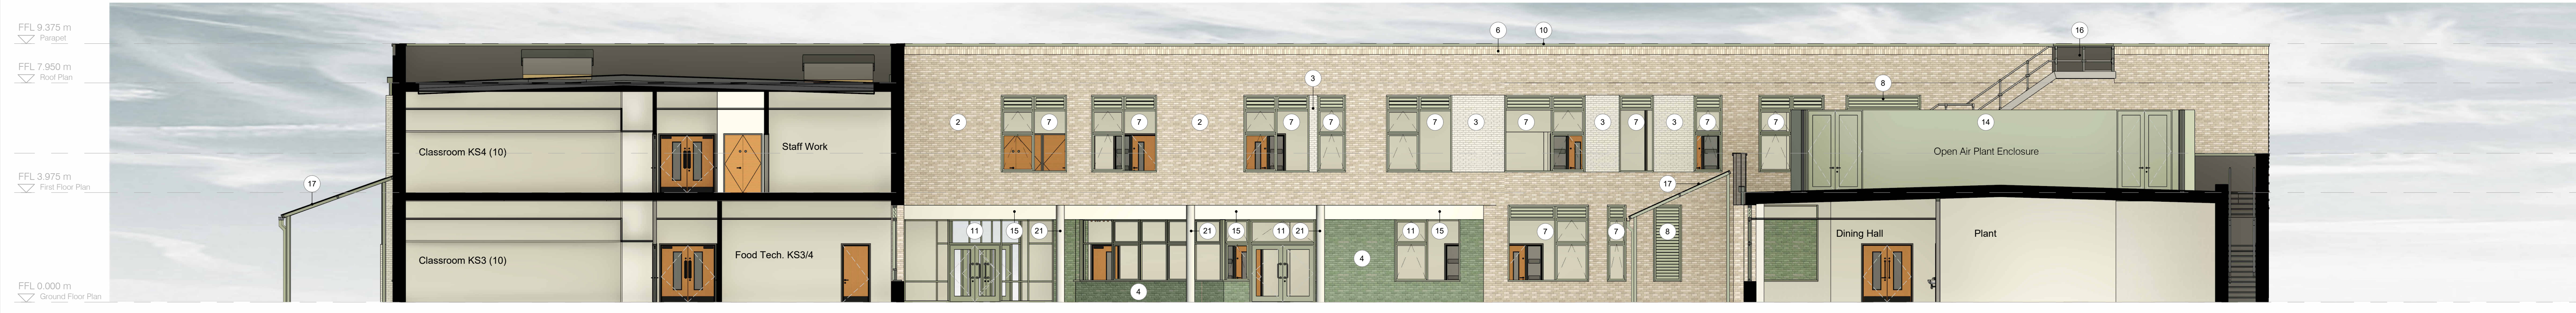 FFL 9.375 m
Parapet
FFL 7.950 m
Roof Plan
FFL 3.975 m
First Floor Plan
FFL 0.000 m
Ground Floor Plan
6
10
16
3
8
2
7
7
2
7
7
7
3
7
3
7
3
7
7
14
Classroom KS4 (10)
Staff Work
Open Air Plant Enclosure
17
17
11
15
21
21
15
11
21
11
15
7
7
8
Classroom KS3 (10)
Food Tech. KS3/4
4
4
Dining Hall
Plant